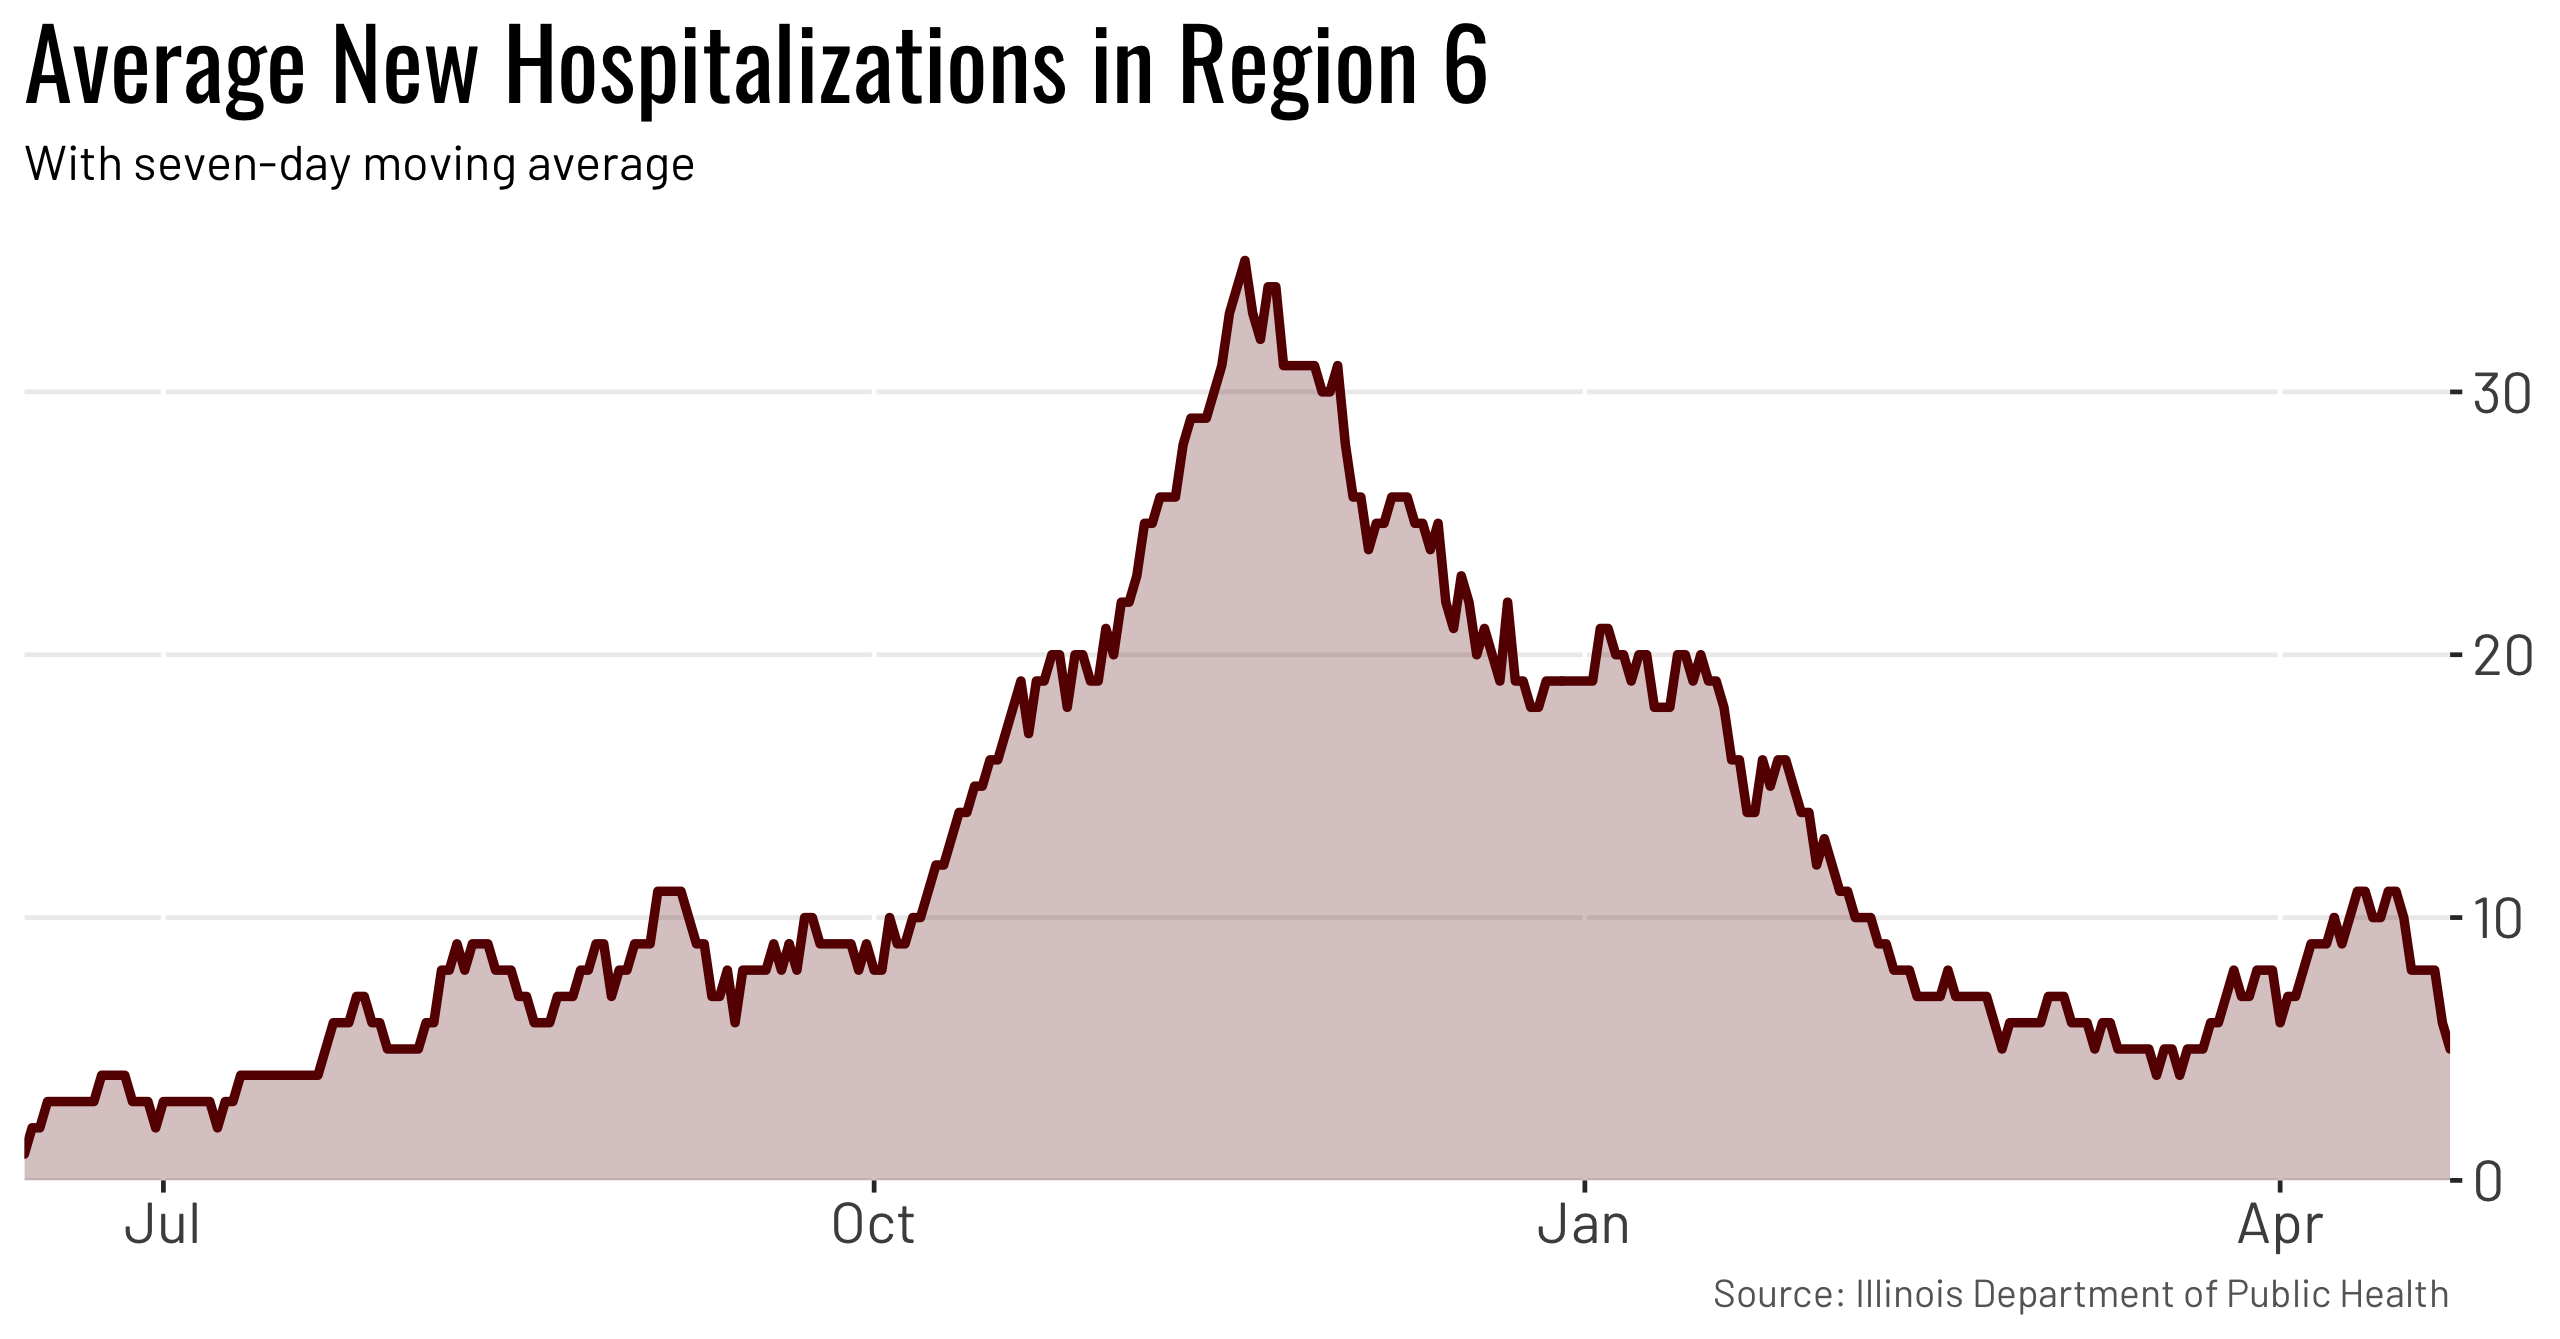 Average New Hospitalizations in Region 6
With seven-day moving average
30
20
10
0
Jul Oct Jan Apr
Source: Illinois Department of Public Health